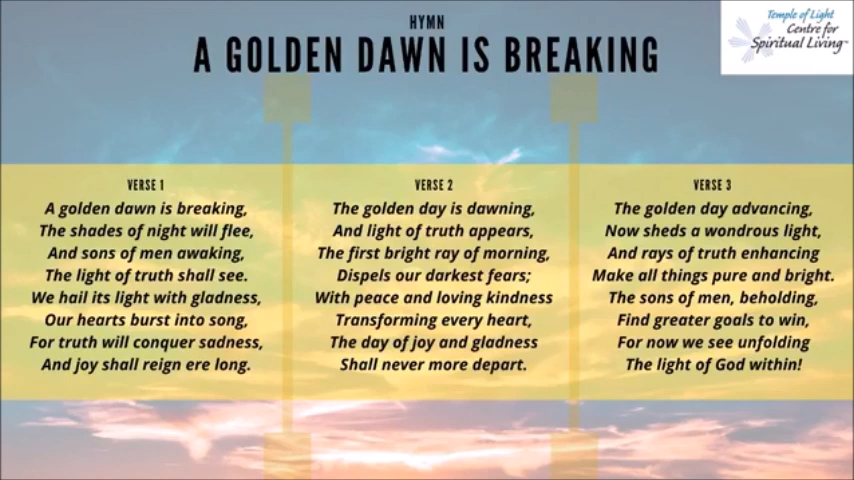 HYMN
A GOLDEN DAWN IS BREAKING
Temple of Light
Centre for
Spiritual Living™
VERSE 1
A golden dawn is breaking,
The shades of night will flee,
And sons of men awaking,
The light of truth shall see.
We hail its light with gladness,
Our hearts burst into song,
For truth will conquer sadness,
And joy shall reign ere long.
VERSE 2
The golden day is dawning,
And light of truth appears,
The first bright ray of morning,
Dispels our darkest fears;
With peace and loving kindness
Transforming every heart,
The day of joy and gladness
Shall never more depart.
VERSE 3
The golden day advancing,
Now sheds a wondrous light,
And rays of truth enhancing
Make all things pure and bright.
The sons of men, beholding,
Find greater goals to win,
For now we see unfolding
The light of God within!